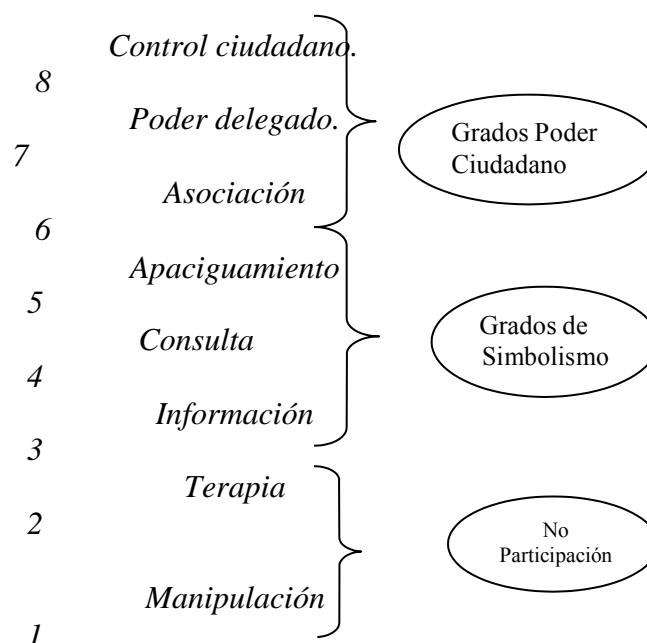 Control ciudadano.
8
Poder delegado.
Grados Poder
Ciudadano
7
Asociación
6
Apaciguamiento
5
Grados de
Simbolismo
Consulta
4
Información
3
Terapia
2
No
Participación
Manipulación
1